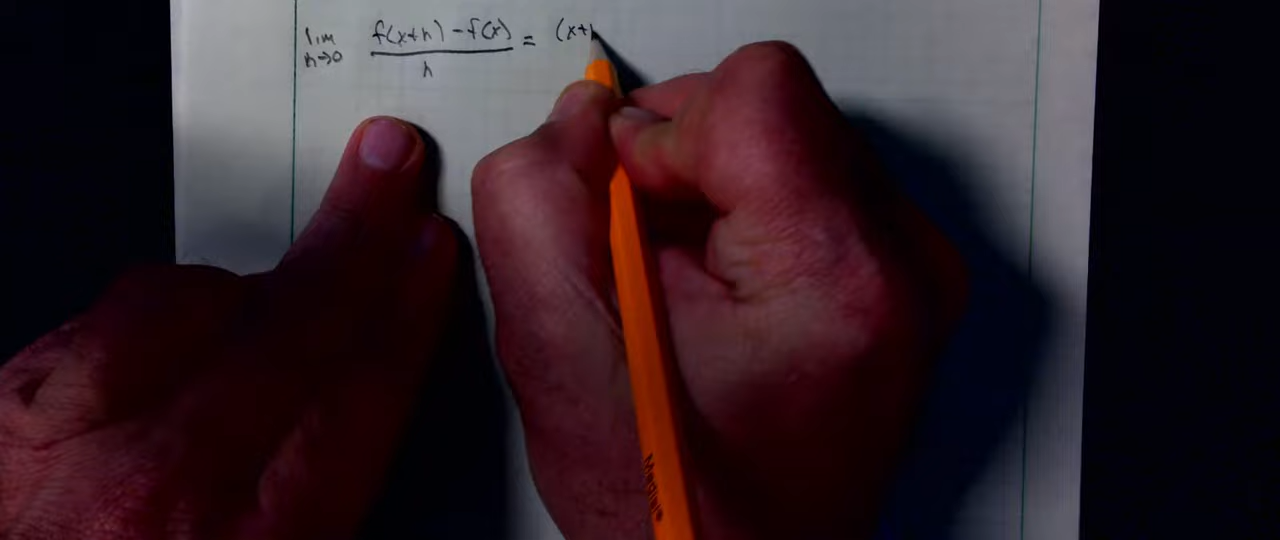 lim f(x+h) - f(x) = (x+h
h→0 h